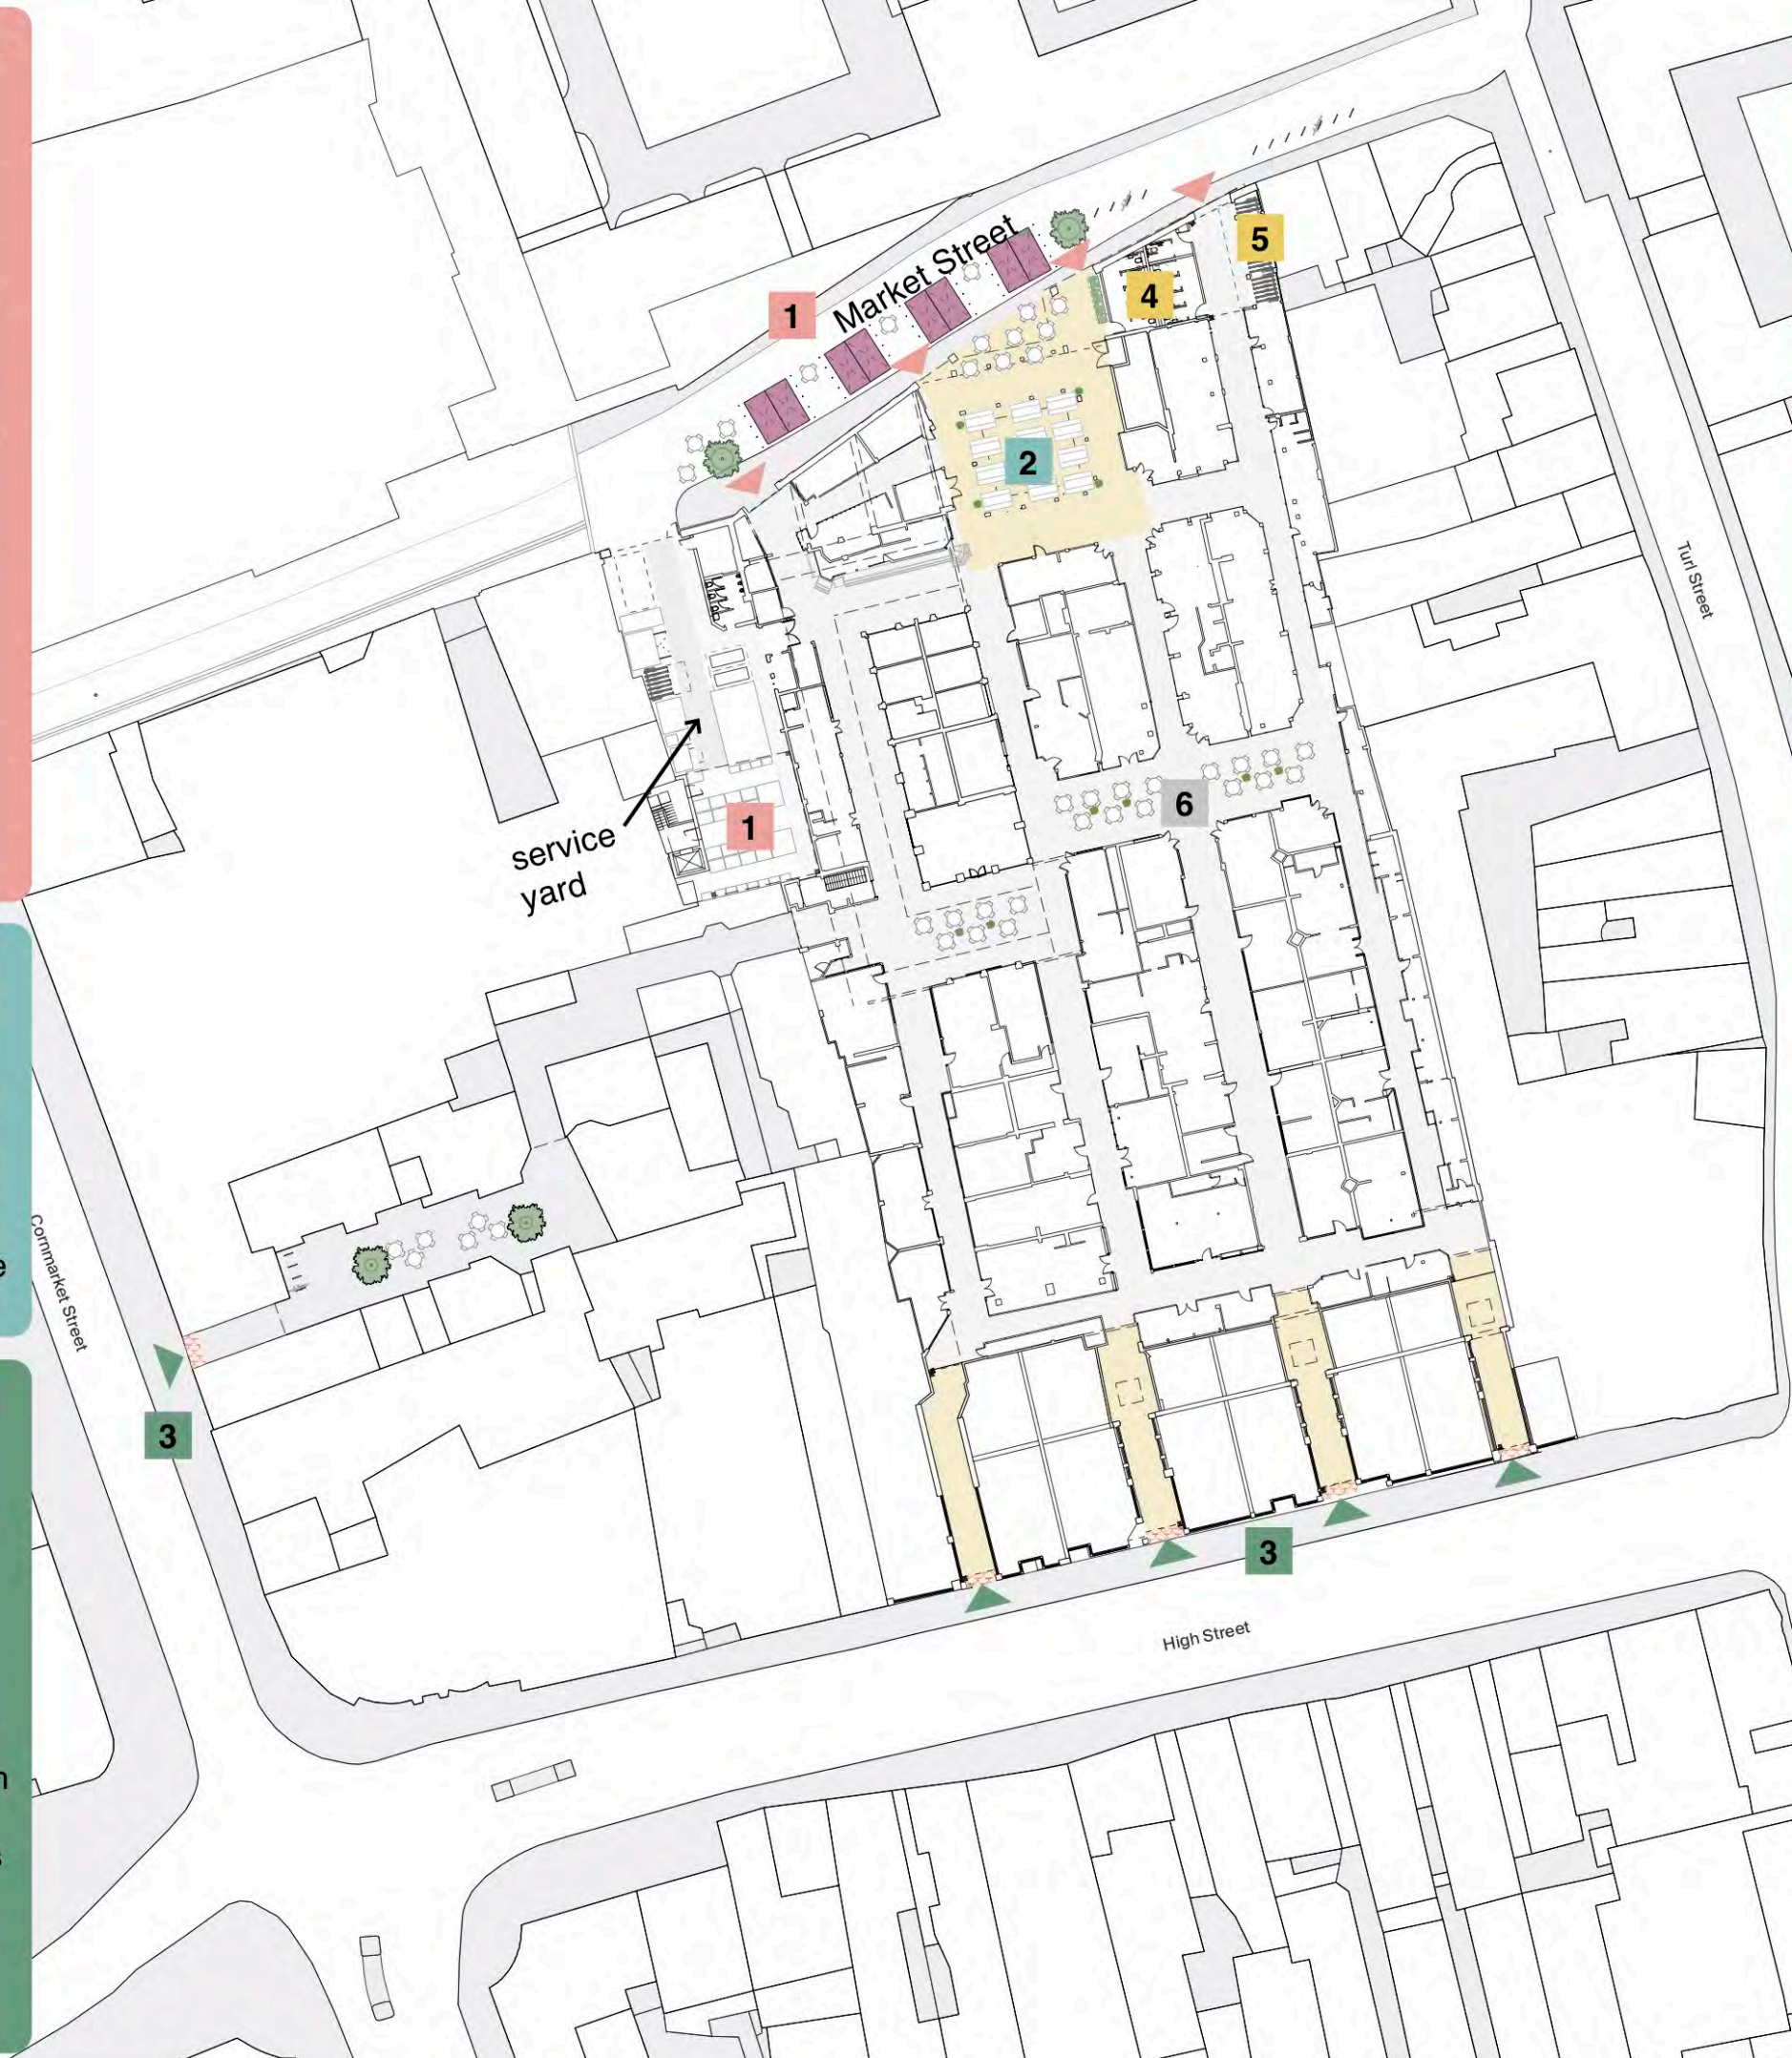 5
4
Market Street
1
2
Turl Street
6
1
service
yard
Cornmarket Street
e
3
3
High Street
n
s